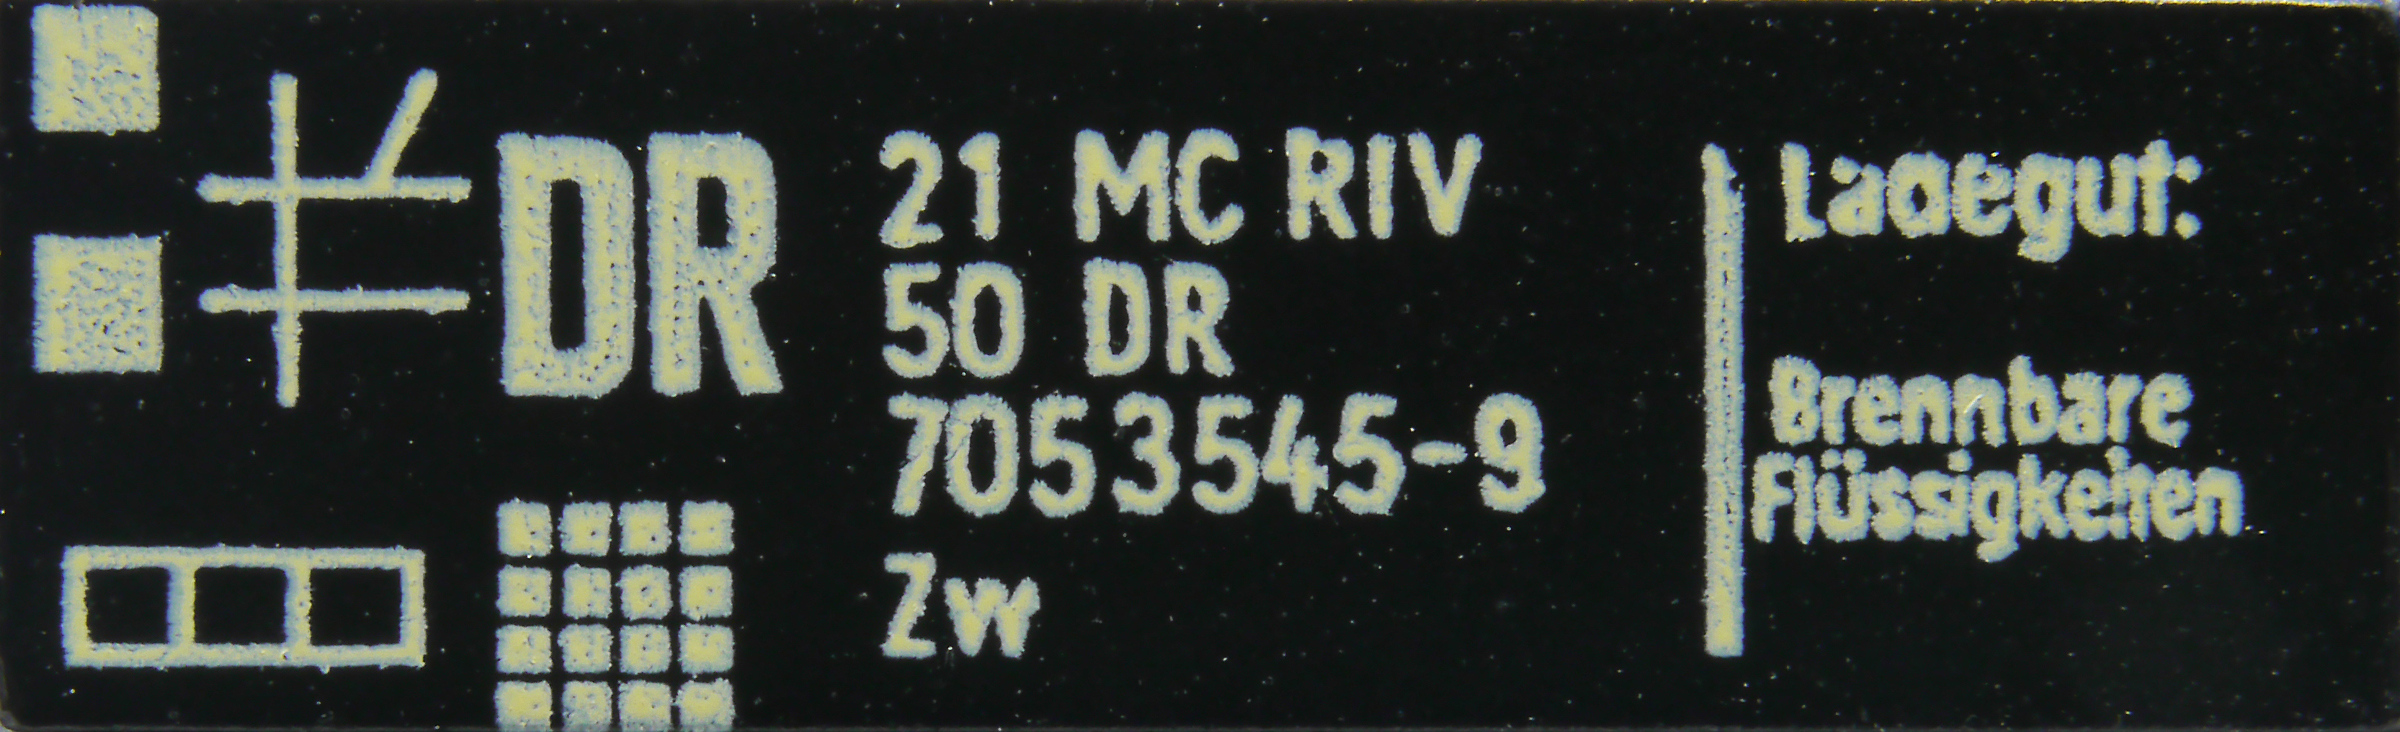 DR
21 MC RIV
50 DR
7053545-9
Zw
Ladegut:
Brennbare
Flüssigkeiten